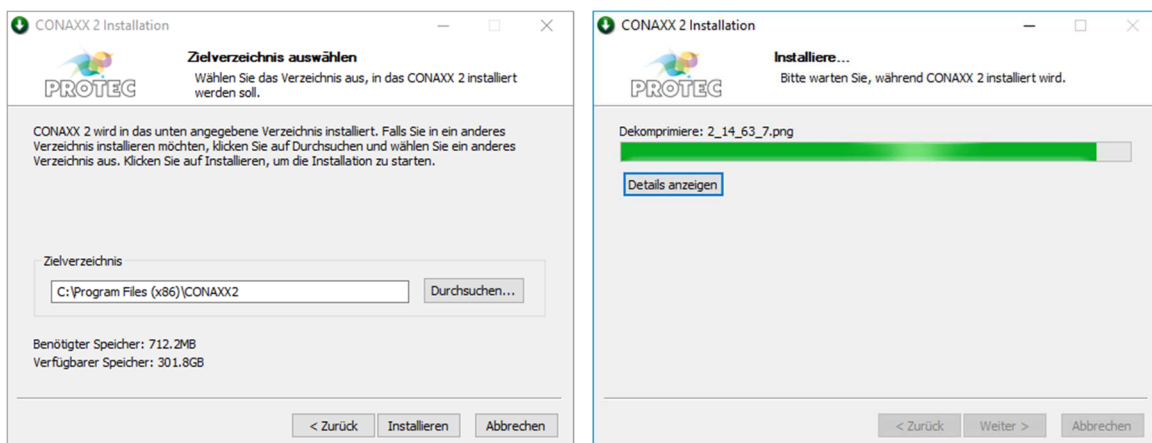 CONAXX 2 Installation
PROTEC
Zielverzeichnis auswählen
Wählen Sie das Verzeichnis aus, in das CONAXX 2 installiert
werden soll.
CONAXX 2 wird in das unten angegebene Verzeichnis installiert. Falls Sie in ein anderes
Verzeichnis installieren möchten, klicken Sie auf Durchsuchen und wählen Sie ein anderes
Verzeichnis aus. Klicken Sie auf Installieren, um die Installation zu starten.
Zielverzeichnis
C:\Program Files (x86)\CONAXX2
Durchsuchen...
Benötigter Speicher: 712.2MB
Verfügbarer Speicher: 301.8GB
< Zurück
Installieren
Abbrechen
CONAXX 2 Installation
PROTEC
Installiere...
Bitte warten Sie, während CONAXX 2 installiert wird.
Dekomprimiere: 2_14_63_7.png
Details anzeigen
< Zurück
Weiter >
Abbrechen